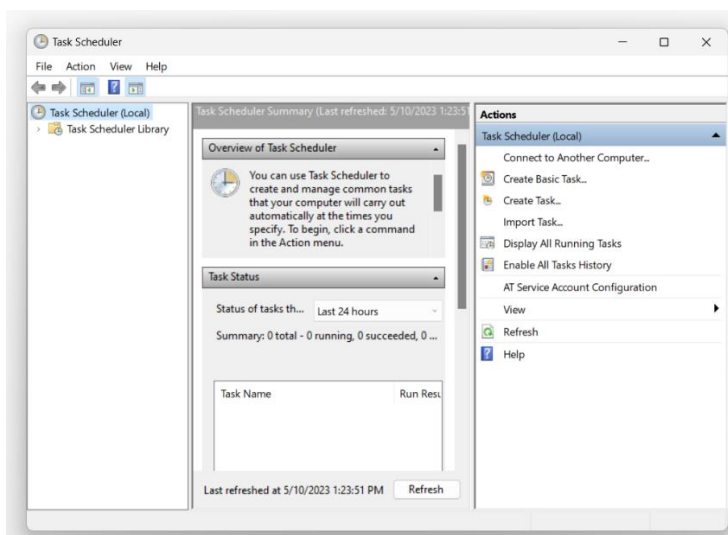 Task Scheduler
File Action View Help
Task Scheduler (Local)
Task Scheduler Library
Task Scheduler Summary (Last refreshed: 5/10/2023 1:23:51
Overview of Task Scheduler
You can use Task Scheduler to
create and manage common tasks
that your computer will carry out
automatically at the times you
specify. To begin, click a command
in the Action menu.
Task Status
Status of tasks th... Last 24 hours
Summary: 0 total - 0 running, 0 succeeded, 0 ...
Task Name Run Resu
Last refreshed at 5/10/2023 1:23:51 PM Refresh
Actions
Task Scheduler (Local)
Connect to Another Computer...
Create Basic Task...
Create Task...
Import Task...
Display All Running Tasks
Enable All Tasks History
AT Service Account Configuration
View
Refresh
Help